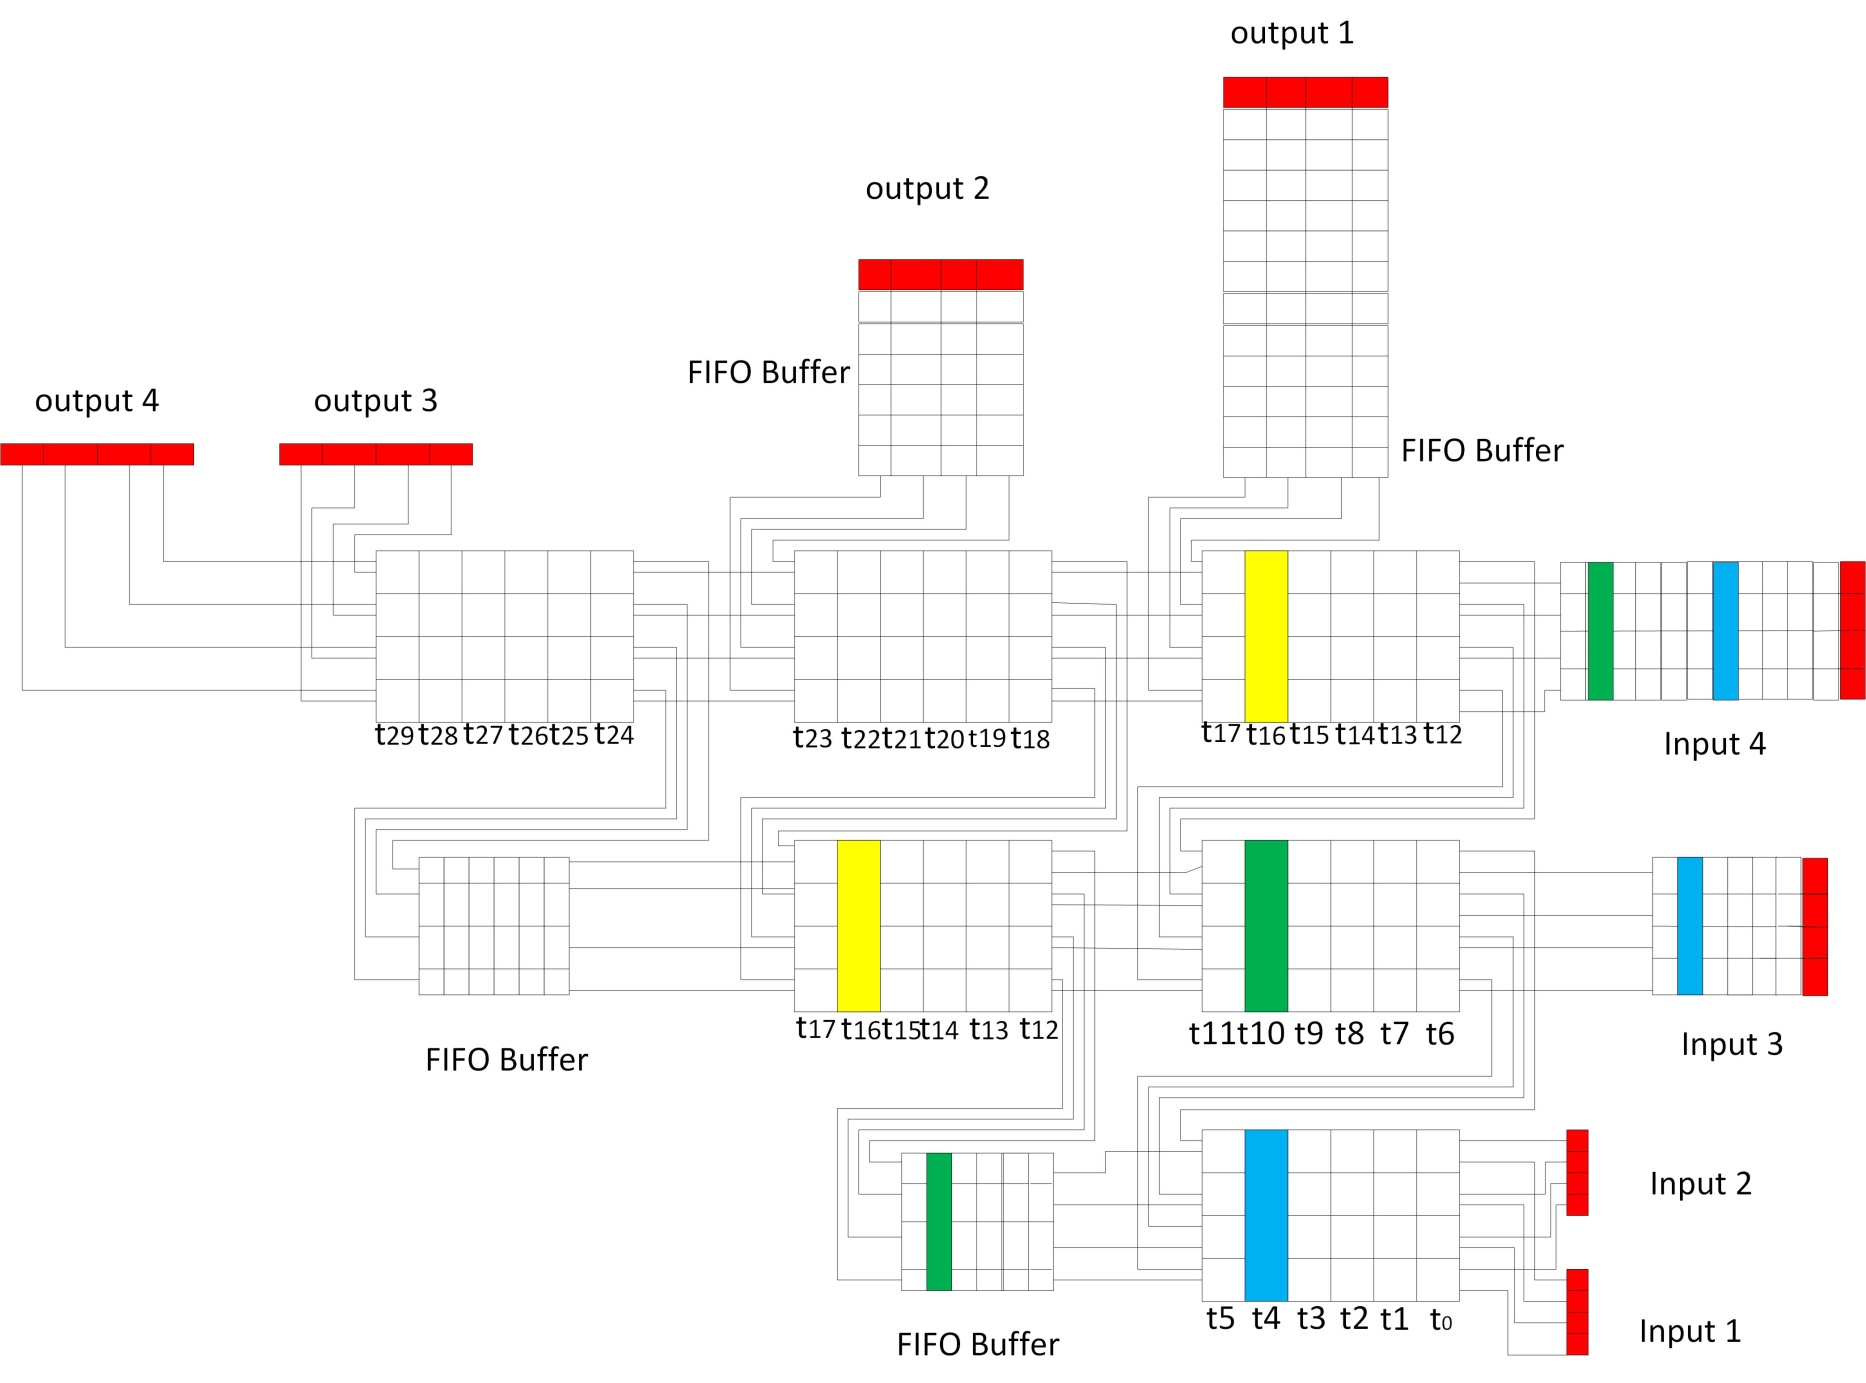 output 1
output 2
FIFO Buffer
output 4
output 3
FIFO Buffer
t29 t28 t27 t26 t25 t24
t23 t22 t21 t20 t19 t18
t17 t16 t15 t14 t13 t12
Input 4
t17 t16 t15 t14 t13 t12
t11 t10 t9 t8 t7 t6
Input 3
FIFO Buffer
Input 2
t5 t4 t3 t2 t1 t0
Input 1
FIFO Buffer